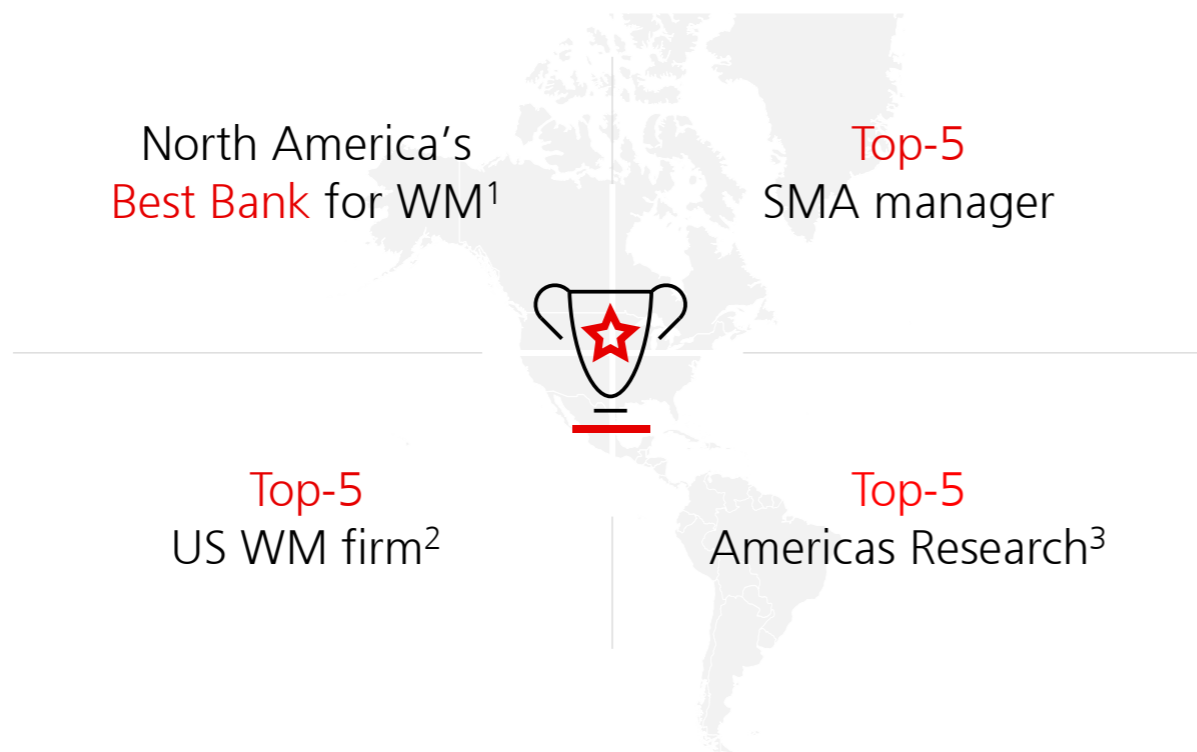 North America’s
Best Bank for WM¹
Top-5
SMA manager
Top-5
US WM firm²
Top-5
Americas Research³